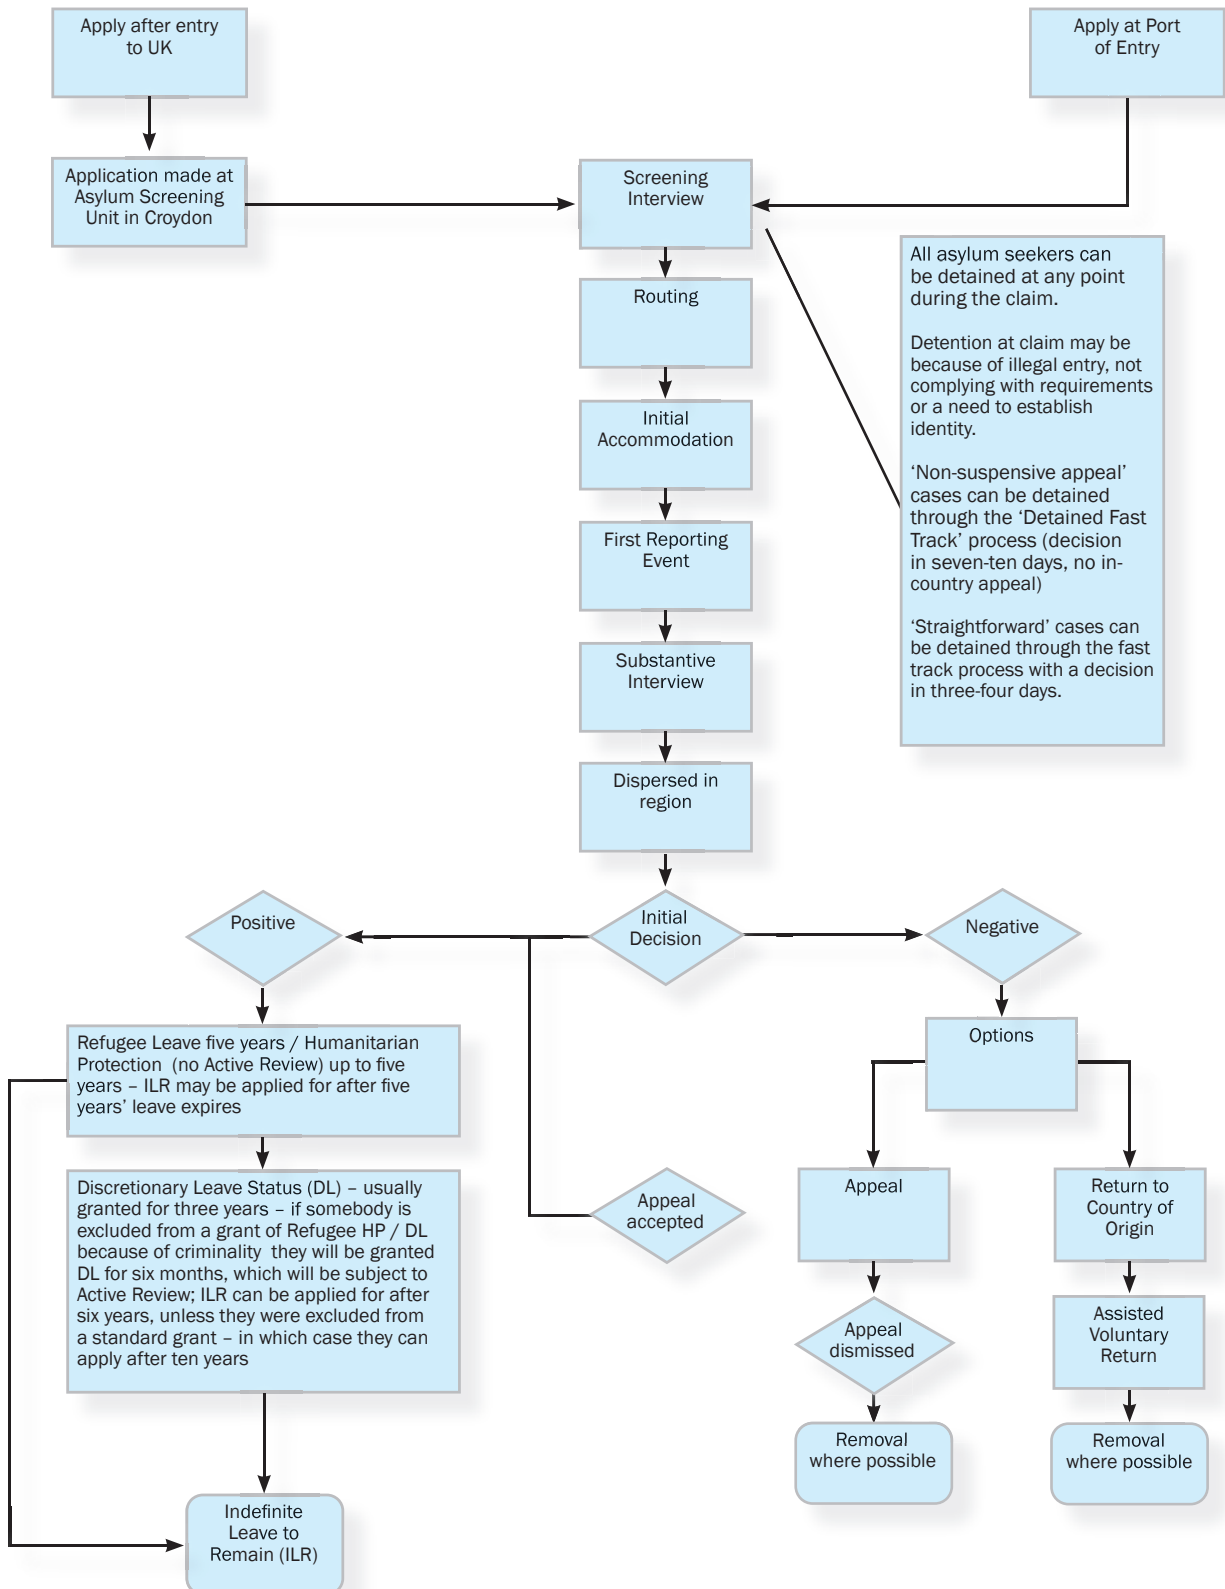 Apply after entry
to UK
Apply at Port
of Entry
Application made at
Asylum Screening
Unit in Croydon
Screening
Interview
All asylum seekers can
be detained at any point
during the claim.
Detention at claim may be
because of illegal entry, not
complying with requirements
or a need to establish
identity.
‘Non-suspensive appeal’
cases can be detained
through the ‘Detained Fast
Track’ process (decision
in seven-ten days, no in-
country appeal)
‘Straightforward’ cases can
be detained through the fast
track process with a decision
in three-four days.
Routing
Initial
Accommodation
First Reporting
Event
Substantive
Interview
Dispersed in
region
Initial
Decision
Positive
Negative
Refugee Leave five years / Humanitarian
Protection (no Active Review) up to five
years – ILR may be applied for after five
years’ leave expires
Options
Discretionary Leave Status (DL) – usually
granted for three years – if somebody is
excluded from a grant of Refugee HP / DL
because of criminality they will be granted
DL for six months, which will be subject to
Active Review; ILR can be applied for after
six years, unless they were excluded from
a standard grant – in which case they can
apply after ten years
Appeal
accepted
Appeal
Return to
Country of
Origin
Appeal
dismissed
Assisted
Voluntary
Return
Removal
where possible
Removal
where possible
Indefinite
Leave to
Remain (ILR)